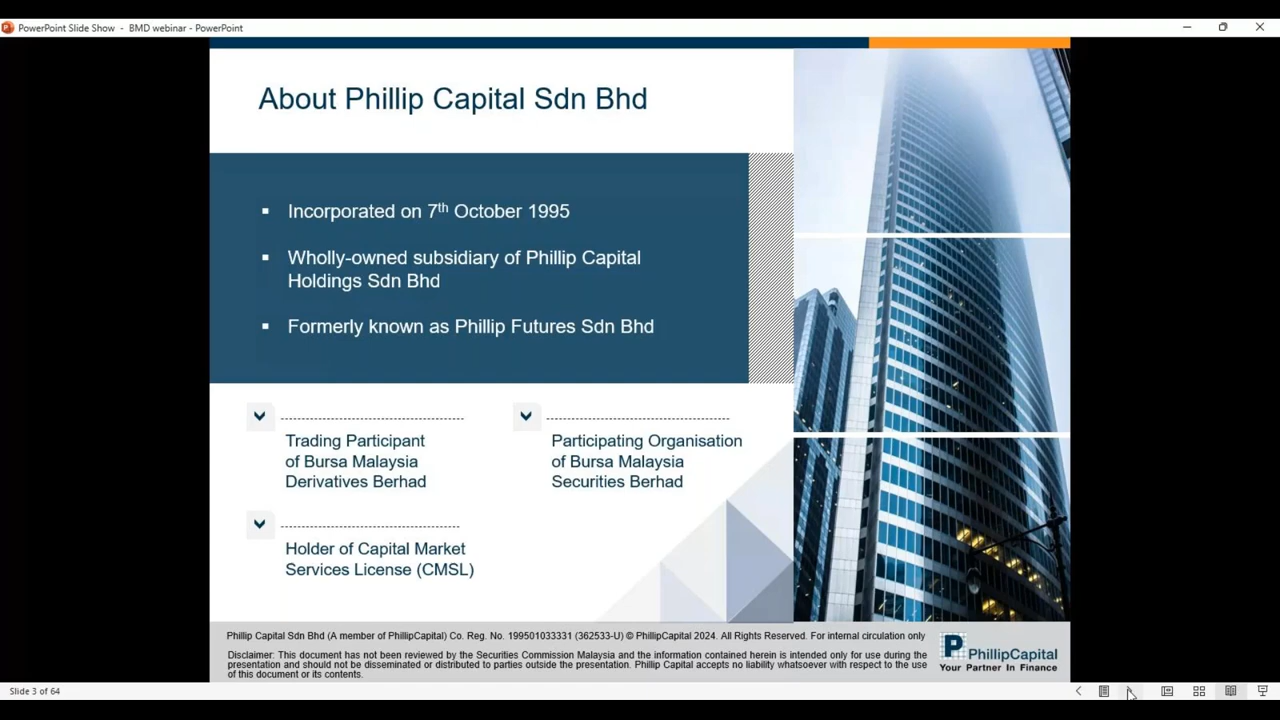 PowerPoint Slide Show - BMD webinar - PowerPoint
About Phillip Capital Sdn Bhd
▪ Incorporated on 7th October 1995
▪ Wholly-owned subsidiary of Phillip Capital
Holdings Sdn Bhd
▪ Formerly known as Phillip Futures Sdn Bhd
Trading Participant
of Bursa Malaysia
Derivatives Berhad
Participating Organisation
of Bursa Malaysia
Securities Berhad
Holder of Capital Market
Services License (CMSL)
Phillip Capital Sdn Bhd (A member of PhillipCapital) Co. Reg. No. 199501033331 (362533-U) © PhillipCapital 2024. All Rights Reserved. For internal circulation only
Disclaimer: This document has not been reviewed by the Securities Commission Malaysia and the information contained herein is intended only for use during the
presentation and should not be disseminated or distributed to parties outside the presentation. Phillip Capital accepts no liability whatsoever with respect to the use
of this document or its contents.
P PhillipCapital
Your Partner In Finance
Slide 3 of 64